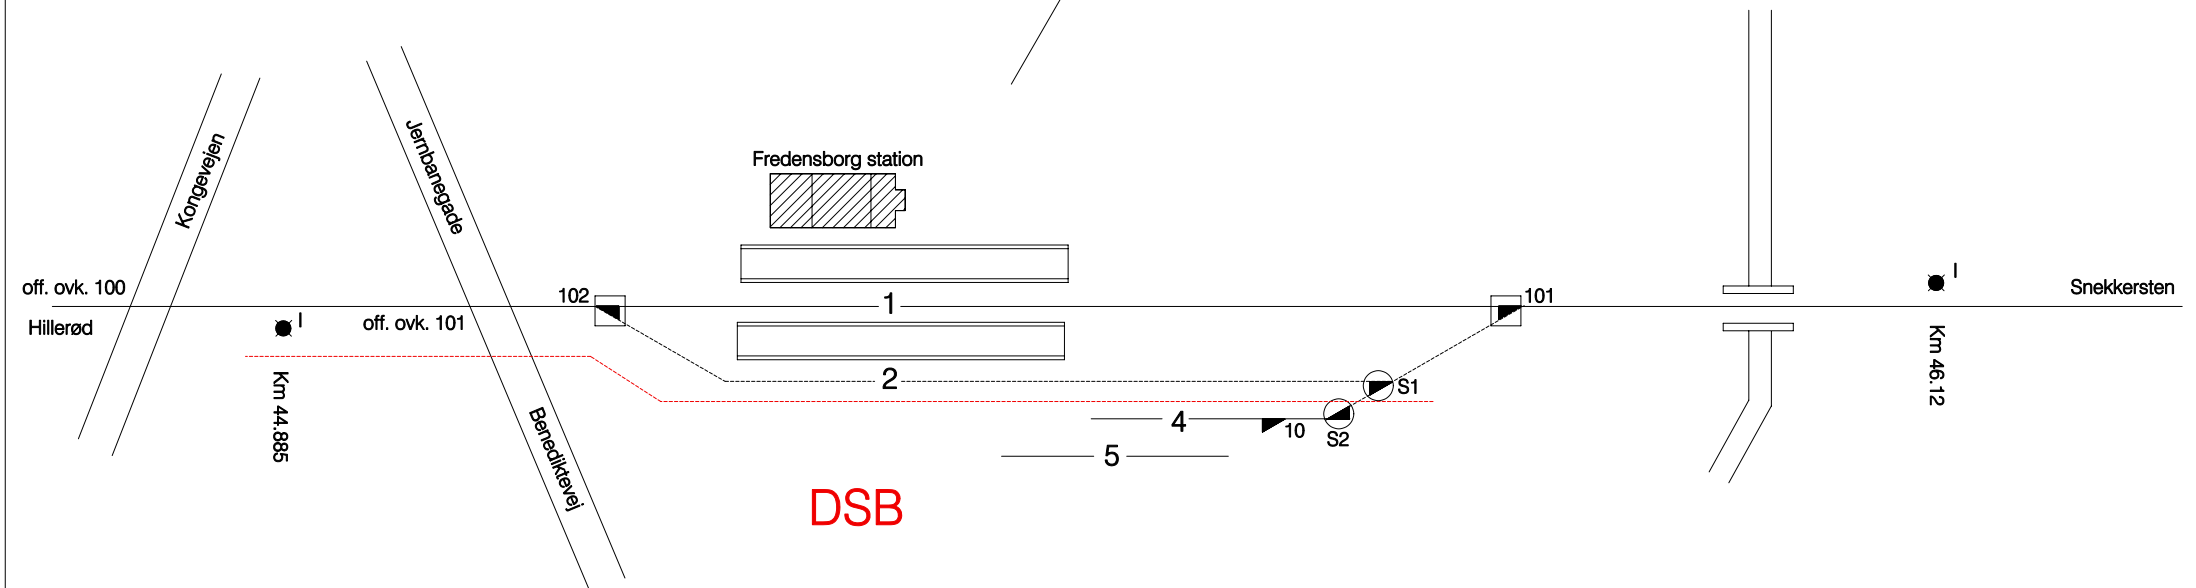 Kongevejen
Jernbanegade
Fredensborg station
off. ovk. 100
Hillerød
I
Km 44.885
off. ovk. 101
102
1
101
I
Snekkersten
Km 46.12
2
S1
4
10
S2
5
Benediktevej
DSB